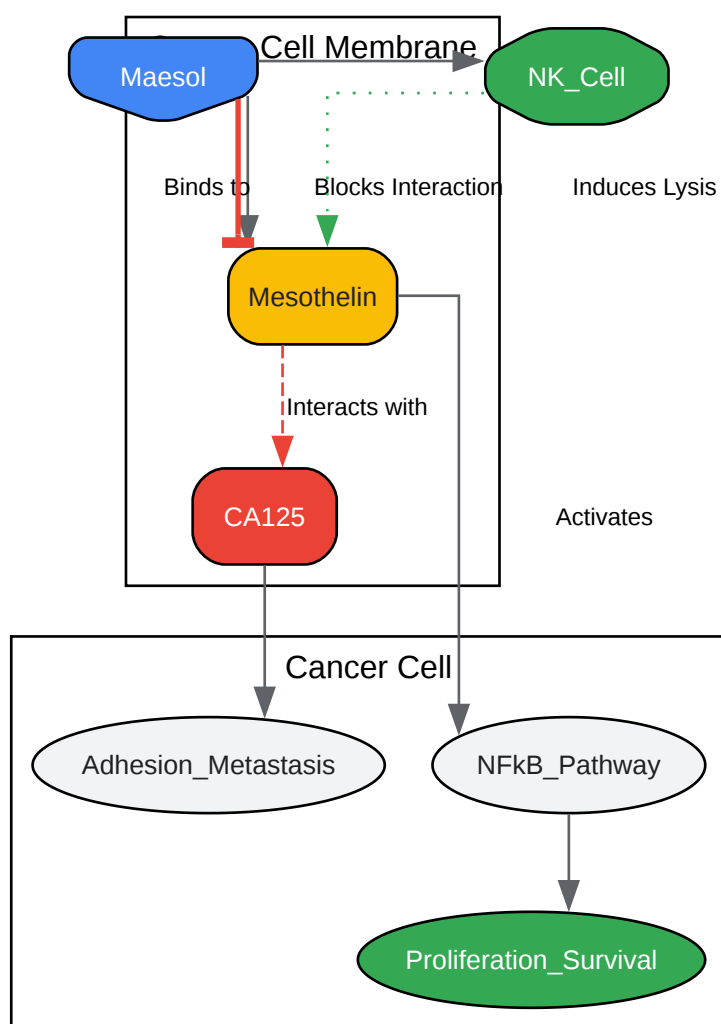 Cell Membrane
Maesol
NK_Cell
Binds to
Blocks Interaction
Induces Lysis
Mesothelin
Interacts with
CA125
Activates
Cancer Cell
Adhesion_Metastasis
NFkB_Pathway
Proliferation_Survival